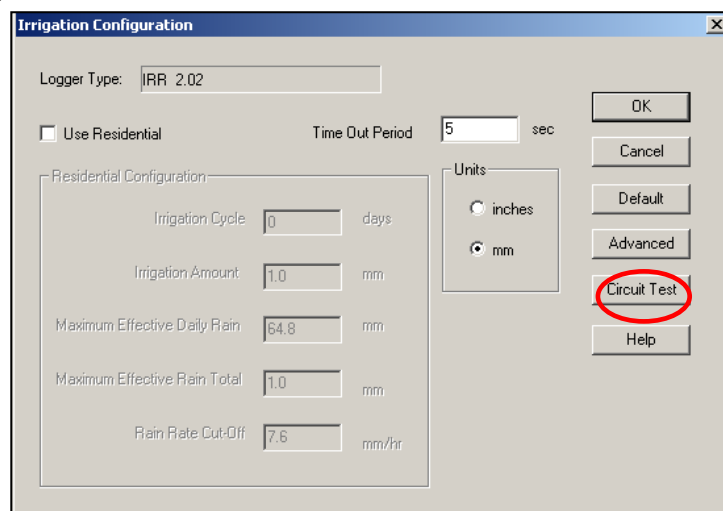 Irrigation Configuration
Logger Type: IRR 2.02
Use Residential
Time Out Period 5 sec
Residential Configuration
Irrigation Cycle 0 days
Irrigation Amount 1.0 mm
Maximum Effective Daily Rain 64.8 mm
Maximum Effective Rain Total 1.0 mm
Rain Rate Cut-Off 7.6 mm/hr
Units
inches
mm
OK
Cancel
Default
Advanced
Circuit Test
Help